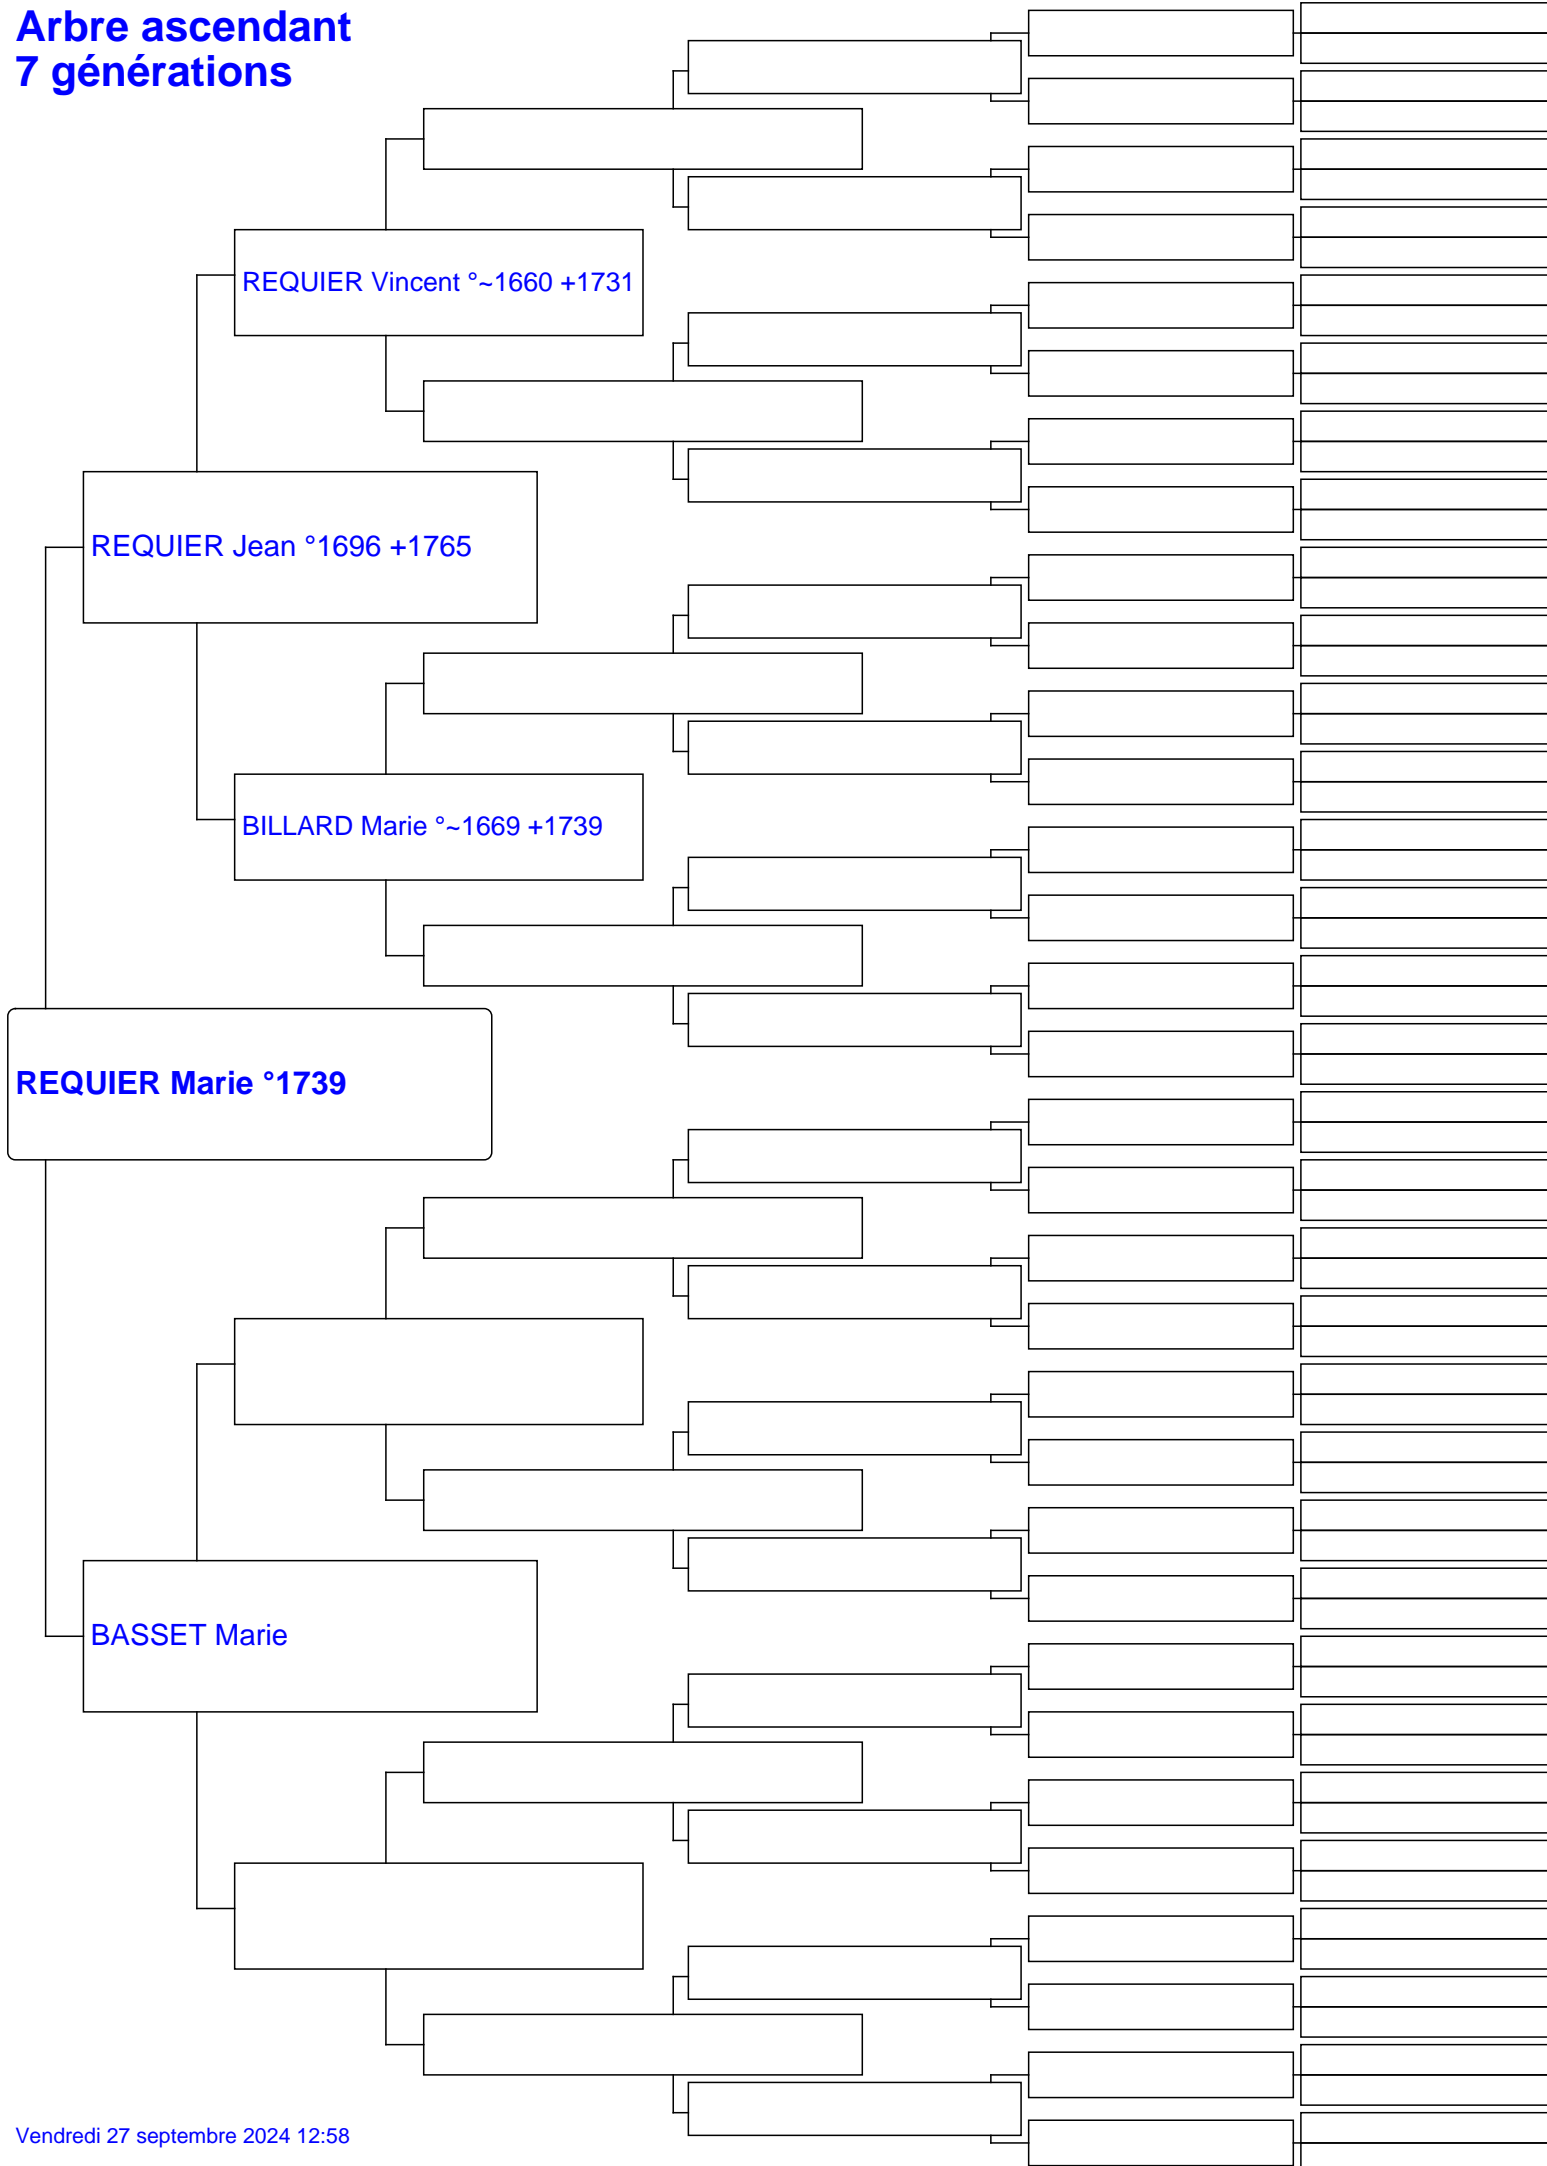 Arbre ascendant
7 générations
REQUIER Vincent °~1660 +1731
REQUIER Jean °1696 +1765
BILLARD Marie °~1669 +1739
REQUIER Marie °1739
BASSET Marie
Vendredi 27 septembre 2024 12:58